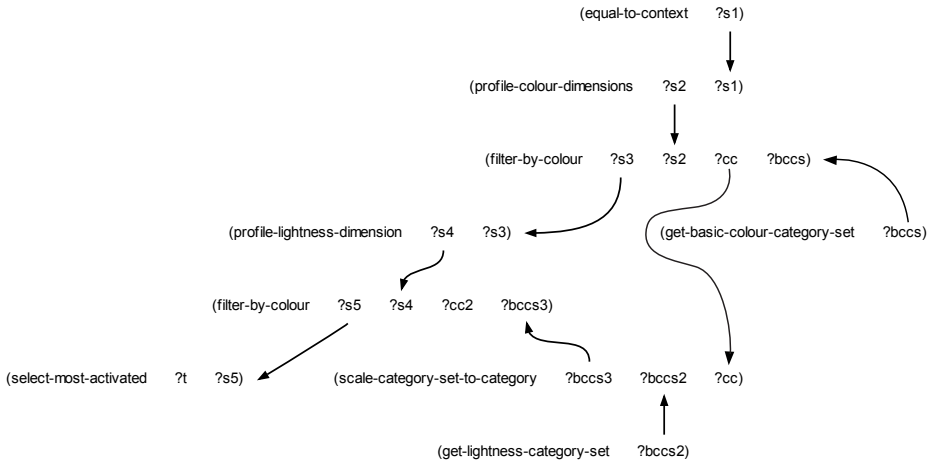 (equal-to-context ?s1)
(profile-colour-dimensions ?s2 ?s1)
(filter-by-colour ?s3 ?s2 ?cc ?bccs)
(profile-lightness-dimension ?s4 ?s3) (get-basic-colour-category-set ?bccs)
(filter-by-colour ?s5 ?s4 ?cc2 ?bccs3)
(select-most-activated ?t ?s5) (scale-category-set-to-category ?bccs3 ?bccs2 ?cc)
(get-lightness-category-set ?bccs2)